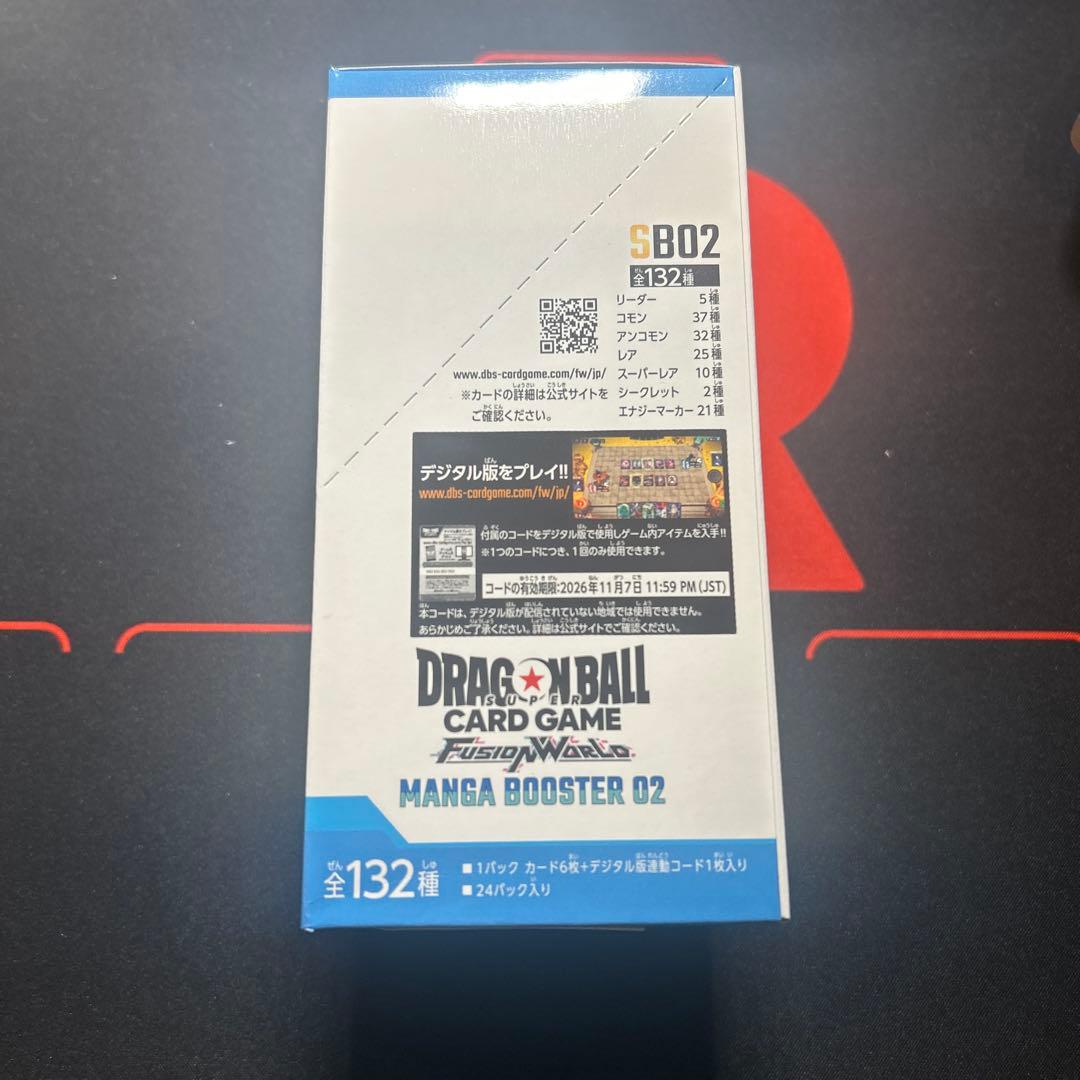 SB02
全132種
リーダー 5種
コモン 37種
アンコモン 32種
レア 25種
スーパーレア 10種
シークレット 2種
エナジーマーカー 21種
www.dbs-cardgame.com/fw/jp/
※カードの詳細は公式サイトを
ご確認ください。
デジタル版をプレイ!!
www.dbs-cardgame.com/fw/jp/
付属のコードをデジタル版で使用しゲーム内アイテムを入手!!
※1つのコードにつき、1回のみ使用できます。
コードの有効期限:2026年11月7日 11:59 PM (JST)
本コードは、デジタル版が配信されていない地域では使用できません。
あらかじめご了承ください。詳細は公式サイトでご確認ください。
DRAGON BALL
SUPER
CARD GAME
FUSION WORLD
MANGA BOOSTER 02
全132種
■1パック カード6枚+デジタル版連動コード1枚入り
■24パック入り